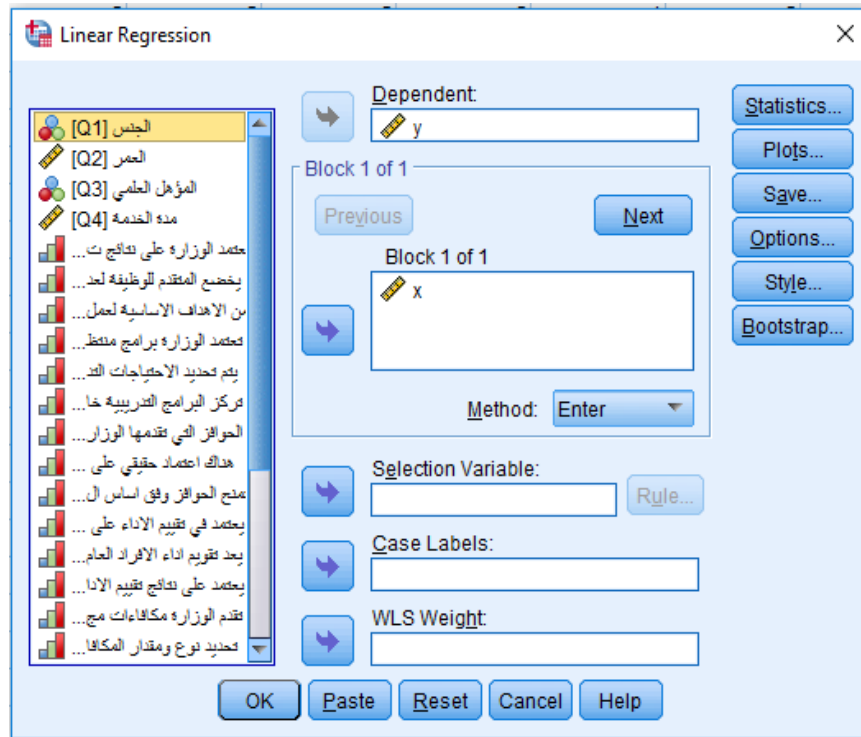 Linear Regression
الجنس [Q1]
العمر [Q2]
المؤهل العلمي [Q3]
مدة الخدمة [Q4]
يعتمد الوزارة على نتائج ت...
يخضع المتقدم للوظيفة لعد...
من الاهداف الاساسية لعمل...
تعتمد الوزارة برامج منتظ...
يتم تحديد الاحتياجات التد...
تركز البرامج التدريبية خا...
الحوافز التي تقدمها الوزار...
هناك اعتماد حقيقي على ...
تمنح الحوافز وفق اساس ال...
يعتمد في تقييم الاداء على ...
يعد تقويم اداء الافراد العام...
يعتمد على نتائج تقييم الادا...
تقدم الوزارة مكافاءات مج...
تحديد نوع ومقدار المكافا...
Dependent:
y
Block 1 of 1
Previous
Next
Block 1 of 1
x
Method:
Enter
Selection Variable:
Rule...
Case Labels:
WLS Weight:
Statistics...
Plots...
Save...
Options...
Style...
Bootstrap...
OK
Paste
Reset
Cancel
Help